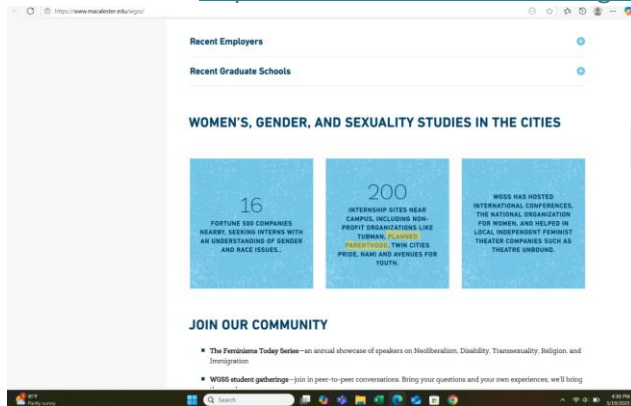 https://www.macalester.edu/wgss/
Recent Employers
Recent Graduate Schools
WOMEN'S, GENDER, AND SEXUALITY STUDIES IN THE CITIES
16
FORTUNE 500 COMPANIES
NEARBY, SEEKING INTERNS WITH
AN UNDERSTANDING OF GENDER
AND RACE ISSUES..
200
INTERNSHIP SITES NEAR
CAMPUS, INCLUDING NON-
PROFIT ORGANIZATIONS LIKE
TUBMAN, PLANNED
PARENTHOOD, TWIN CITIES
PRIDE, NAMI AND AVENUES FOR
YOUTH.
WGSS HAS HOSTED
INTERNATIONAL CONFERENCES,
THE NATIONAL ORGANIZATION
FOR WOMEN, AND HELPED IN
LOCAL INDEPENDENT FEMINIST
THEATER COMPANIES SUCH AS
THEATRE UNBOUND.
JOIN OUR COMMUNITY
The Feminisms Today Series—an annual showcase of speakers on Neoliberalism, Disability, Transsexuality, Religion, and
Immigration
WGSS student gatherings—join in peer-to-peer conversations. Bring your questions and your own experiences, we'll bring
Partly sunny
Search
4:30 PM
5/19/2025